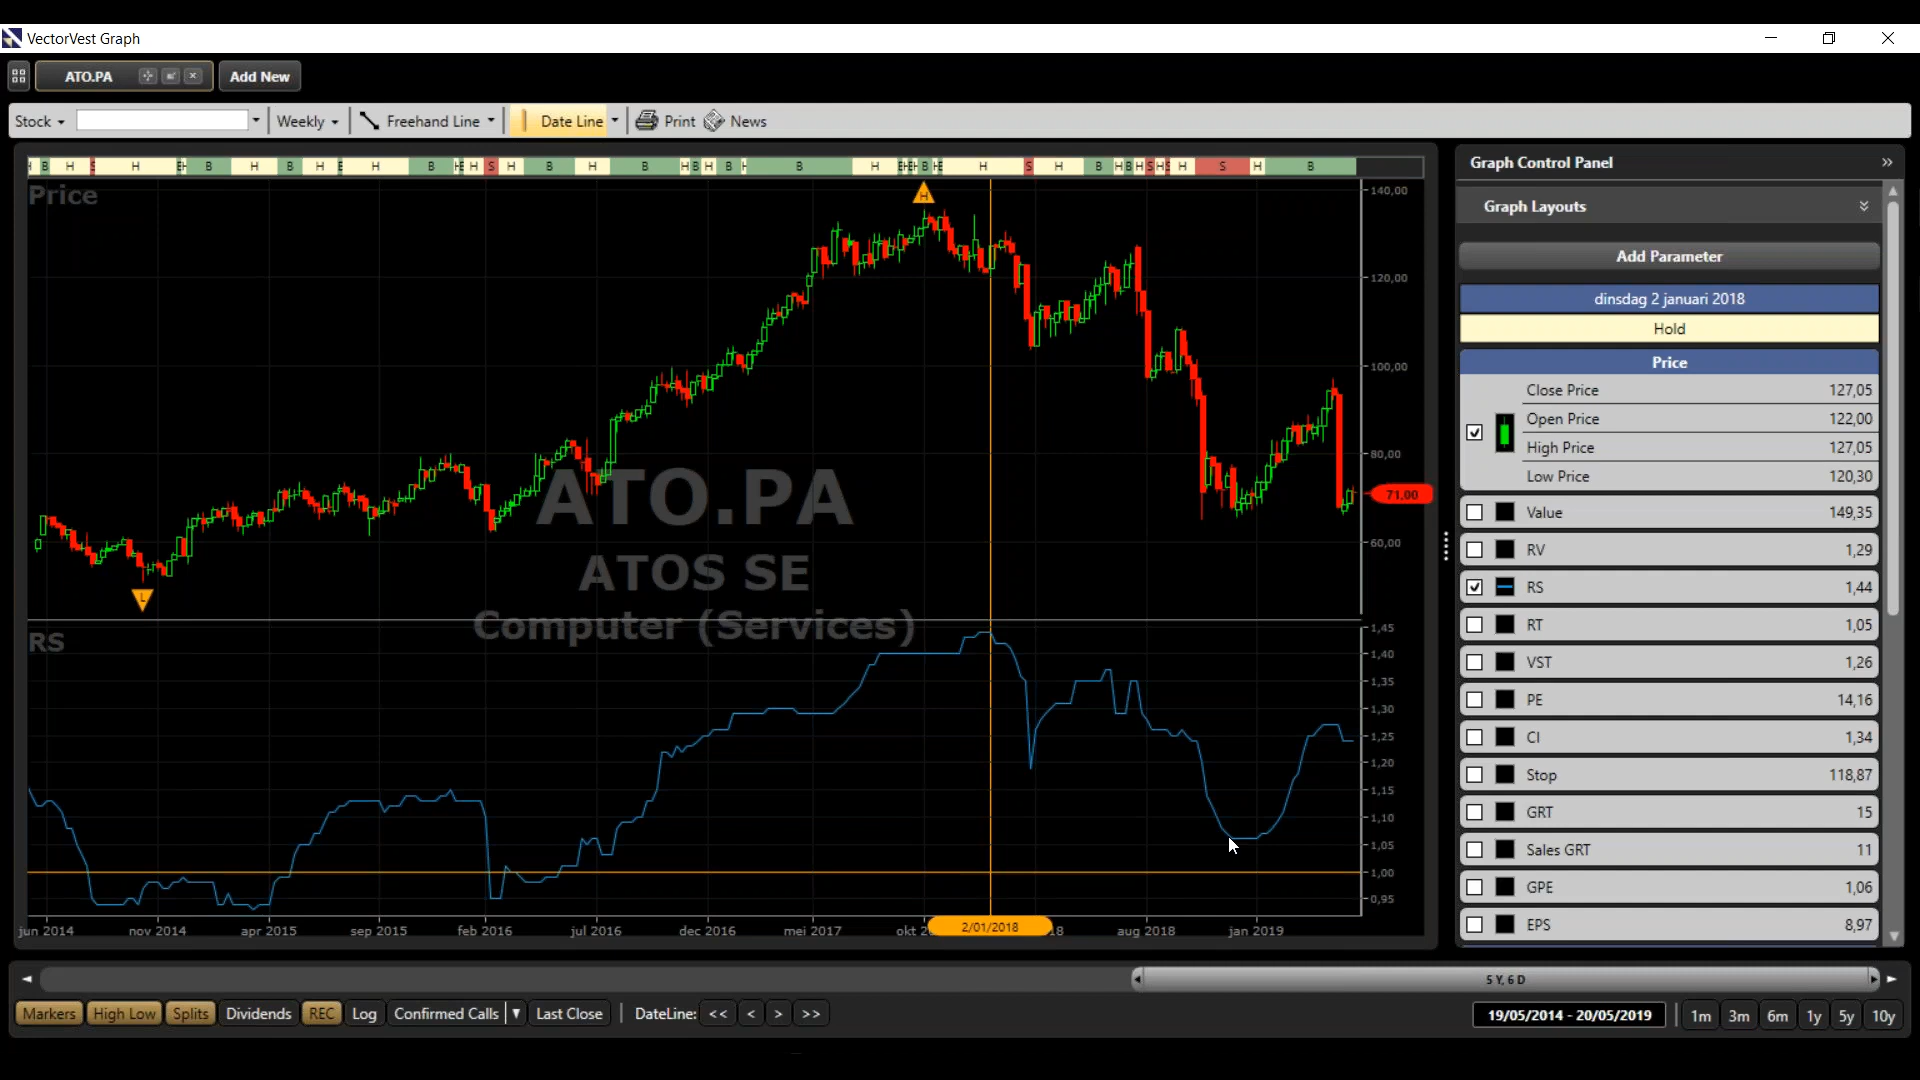 VectorVest Graph
ATO.PA Add New
Stock Weekly Freehand Line Date Line Print News
H B H S H B H B H E H B H E H S H B H B H B H B H B H B H S H B H B H S H S H S H B
Price
H
140,00
120,00
100,00
80,00
71,00
60,00
L
ATO.PA
ATOS SE
Computer (Services)
RS
1,45
1,40
1,35
1,30
1,25
1,20
1,15
1,10
1,05
1,00
0,95
jun 2014 nov 2014 apr 2015 sep 2015 feb 2016 jul 2016 dec 2016 mei 2017 okt 2 2/01/2018 18 aug 2018 jan 2019
Graph Control Panel
Graph Layouts
Add Parameter
dinsdag 2 januari 2018
Hold
Price
Close Price 127,05
Open Price 122,00
High Price 127,05
Low Price 120,30
Value 149,35
RV 1,29
RS 1,44
RT 1,05
VST 1,26
PE 14,16
CI 1,34
Stop 118,87
GRT 15
Sales GRT 11
GPE 1,06
EPS 8,97
5 Y, 6 D
Markers High Low Splits Dividends REC Log Confirmed Calls Last Close DateLine: << < > >> 19/05/2014 - 20/05/2019 1m 3m 6m 1y 5y 10y